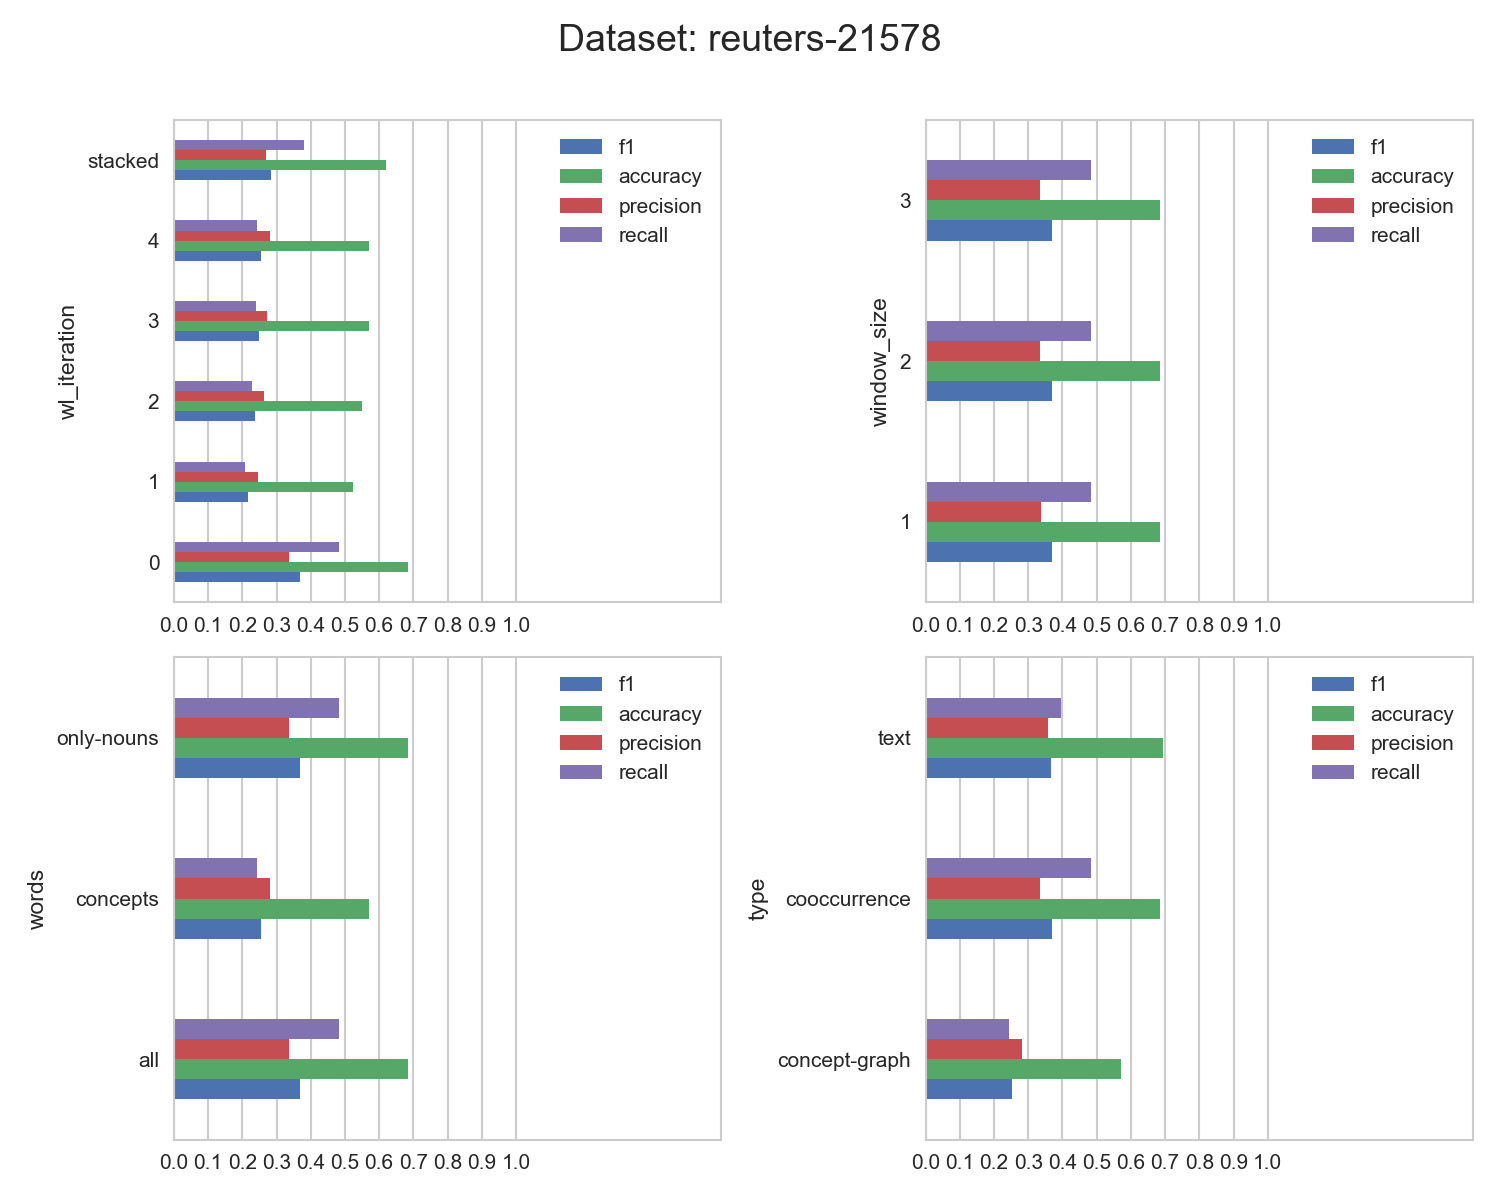 Dataset: reuters-21578
wl_iteration
stacked
4
3
2
1
0
0.0 0.1 0.2 0.3 0.4 0.5 0.6 0.7 0.8 0.9 1.0
f1
accuracy
precision
recall
window_size
3
2
1
0.0 0.1 0.2 0.3 0.4 0.5 0.6 0.7 0.8 0.9 1.0
f1
accuracy
precision
recall
words
only-nouns
concepts
all
0.0 0.1 0.2 0.3 0.4 0.5 0.6 0.7 0.8 0.9 1.0
f1
accuracy
precision
recall
type
text
cooccurrence
concept-graph
0.0 0.1 0.2 0.3 0.4 0.5 0.6 0.7 0.8 0.9 1.0
f1
accuracy
precision
recall